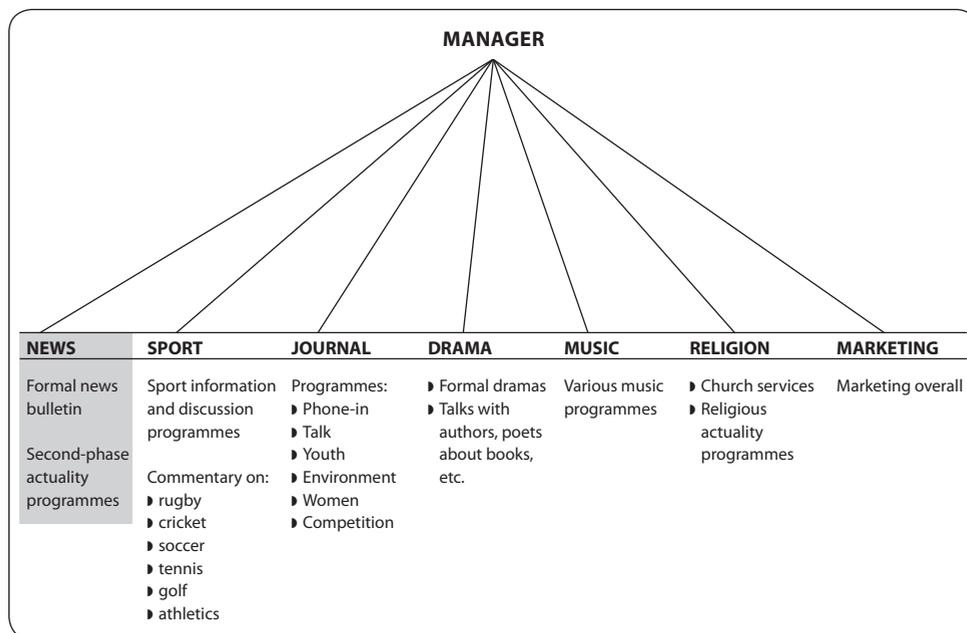 MANAGER
NEWS
Formal news
bulletin
Second-phase
actuality
programmes
SPORT
Sport information
and discussion
programmes
Commentary on:
◗ rugby
◗ cricket
◗ soccer
◗ tennis
◗ golf
◗ athletics
JOURNAL
Programmes:
◗ Phone-in
◗ Talk
◗ Youth
◗ Environment
◗ Women
◗ Competition
DRAMA
◗ Formal dramas
◗ Talks with
authors, poets
about books,
etc.
MUSIC
Various music
programmes
RELIGION
◗ Church services
◗ Religious
actuality
programmes
MARKETING
Marketing overall